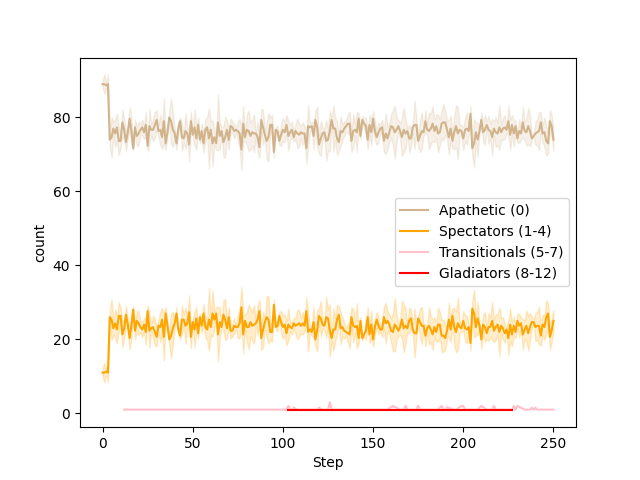 80
60
40
20
0
count
Apathetic (0)
Spectators (1-4)
Transitionals (5-7)
Gladiators (8-12)
0 50 100 150 200 250
Step